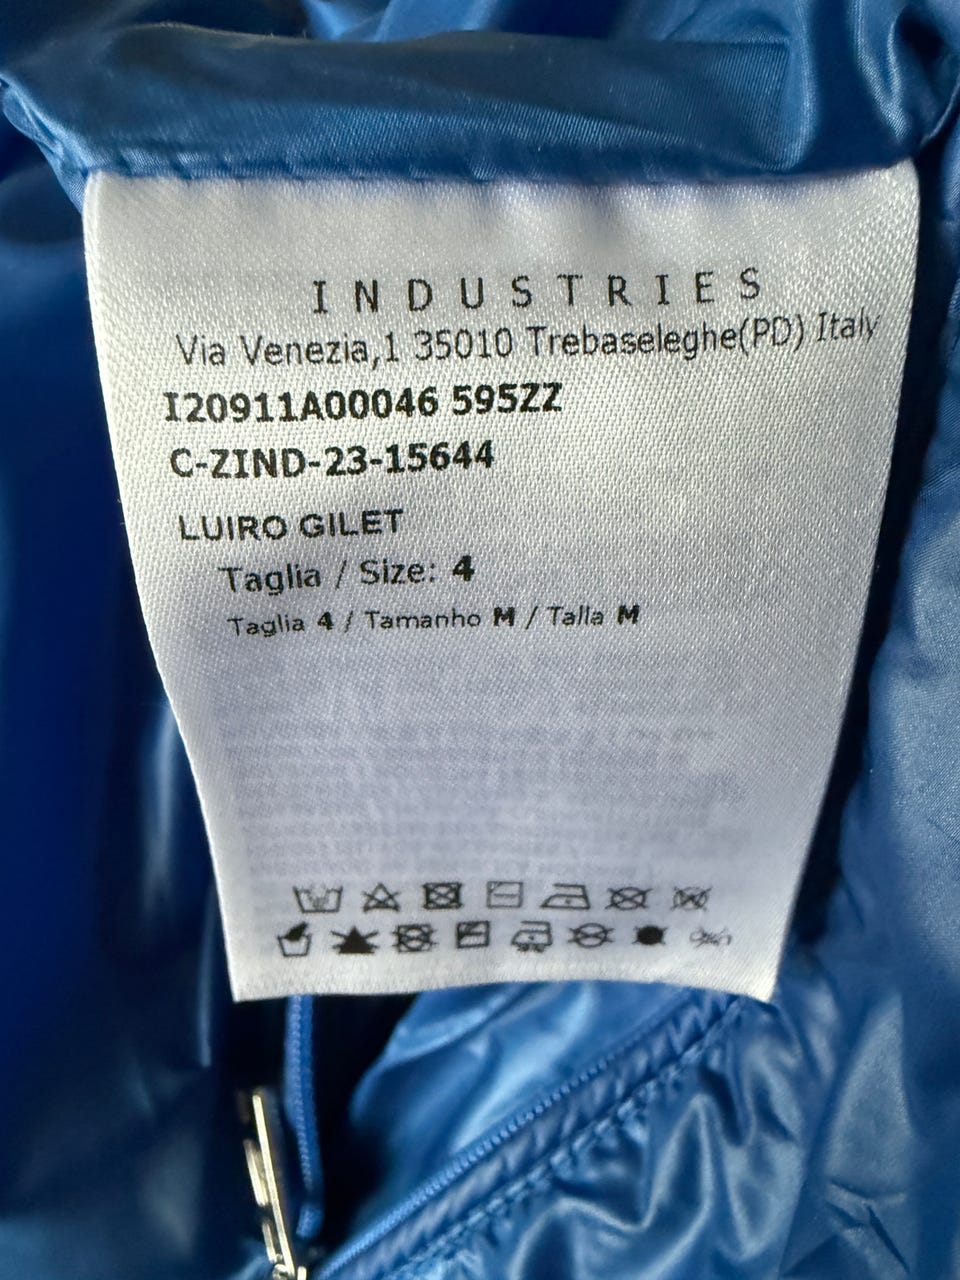 INDUSTRIES
Via Venezia,1 35010 Trebaseleghe(PD) Italy
I20911A00046 595ZZ
C-ZIND-23-15644
LUIRO GILET
Taglia / Size: 4
Taglia 4 / Tamanho M / Talla M